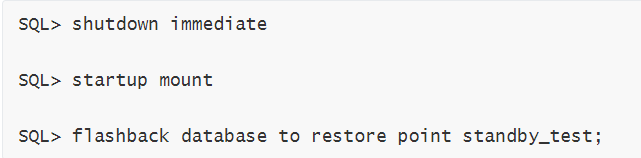 SQL> shutdown immediate
SQL> startup mount
SQL> flashback database to restore point standby_test;